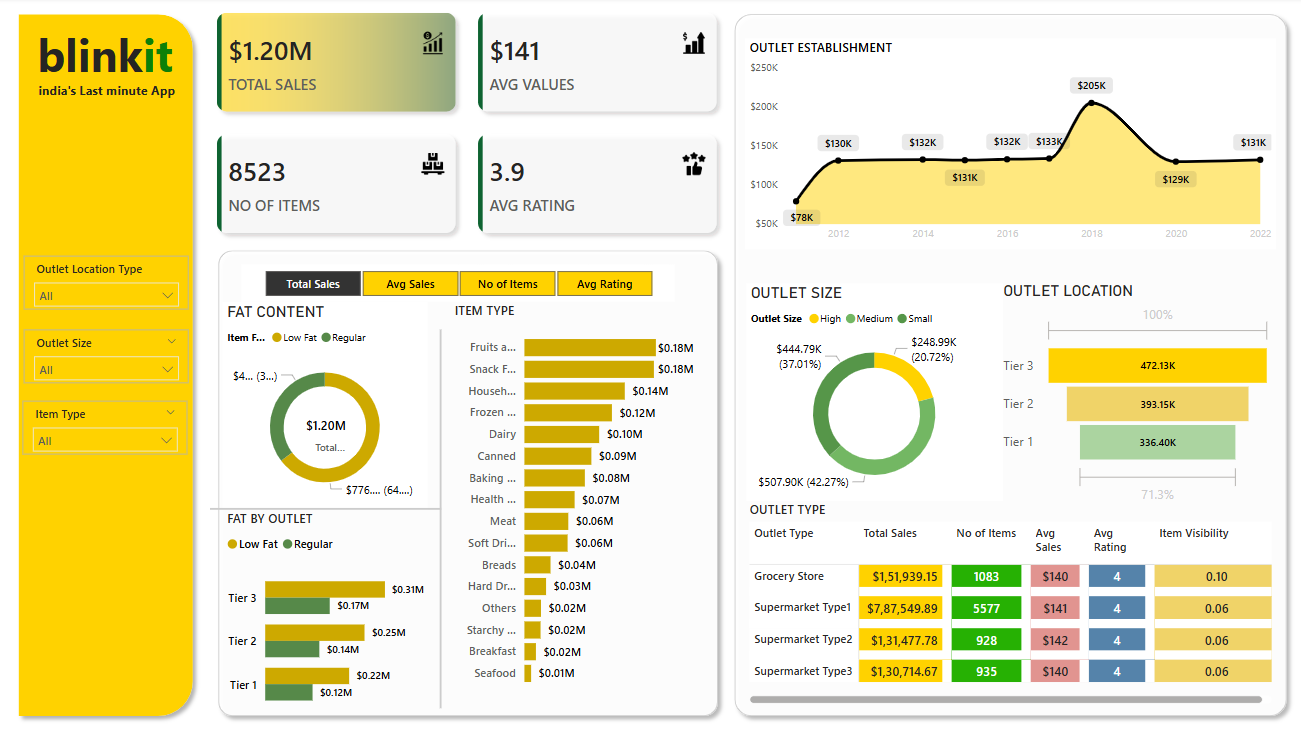 blinkit
india's Last minute App
Outlet Location Type
All
Outlet Size
All
Item Type
All
$1.20M
TOTAL SALES
$141
AVG VALUES
8523
NO OF ITEMS
3.9
AVG RATING
Total Sales Avg Sales No of Items Avg Rating
FAT CONTENT
Item F... Low Fat Regular
$4... (3...)
$1.20M
Total...
$776.... (64....)
FAT BY OUTLET
Low Fat Regular
Tier 3 $0.31M
$0.17M
Tier 2 $0.25M
$0.14M
Tier 1 $0.22M
$0.12M
ITEM TYPE
Fruits a... $0.18M
Snack F... $0.18M
Househ... $0.14M
Frozen ... $0.12M
Dairy $0.10M
Canned $0.09M
Baking ... $0.08M
Health ... $0.07M
Meat $0.06M
Soft Dri... $0.06M
Breads $0.04M
Hard Dr... $0.03M
Others $0.02M
Starchy ... $0.02M
Breakfast $0.02M
Seafood $0.01M
OUTLET ESTABLISHMENT
$250K
$200K
$150K
$100K
$50K
$78K $130K $132K $131K $132K $133K $205K $129K $131K
2012 2014 2016 2018 2020 2022
OUTLET SIZE
Outlet Size High Medium Small
$444.79K
(37.01%)
$248.99K
(20.72%)
$507.90K (42.27%)
OUTLET LOCATION
100%
Tier 3 472.13K
Tier 2 393.15K
Tier 1 336.40K
71.3%
OUTLET TYPE
Outlet Type Total Sales No of Items Avg Sales Avg Rating Item Visibility
Grocery Store $1,51,939.15 1083 $140 4 0.10
Supermarket Type1 $7,87,549.89 5577 $141 4 0.06
Supermarket Type2 $1,31,477.78 928 $142 4 0.06
Supermarket Type3 $1,30,714.67 935 $140 4 0.06